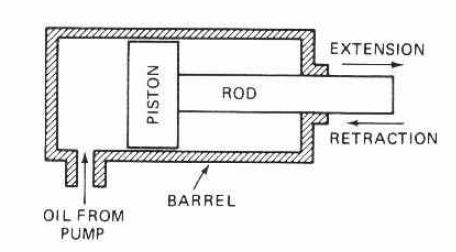 EXTENSION
PISTON
ROD
RETRACTION
BARREL
OIL FROM
PUMP